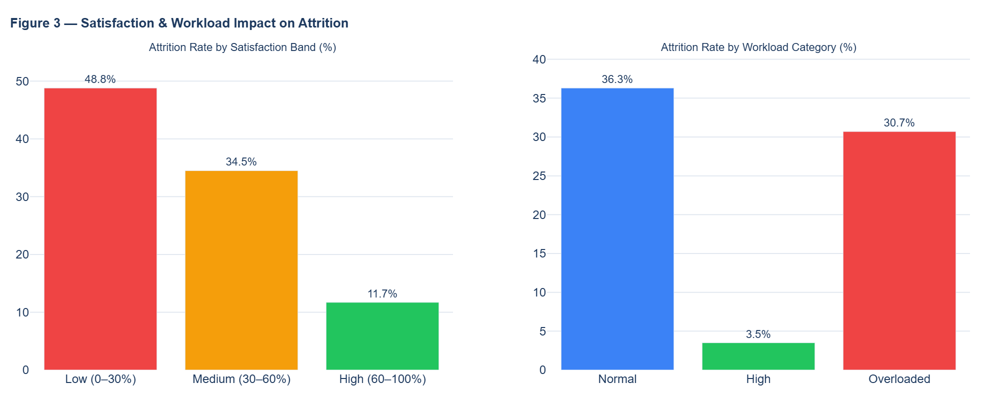 Figure 3 — Satisfaction & Workload Impact on Attrition
Attrition Rate by Satisfaction Band (%)
50
40
30
20
10
0
48.8%
34.5%
11.7%
Low (0–30%)
Medium (30–60%)
High (60–100%)
Attrition Rate by Workload Category (%)
40
35
30
25
20
15
10
5
0
36.3%
3.5%
30.7%
Normal
High
Overloaded